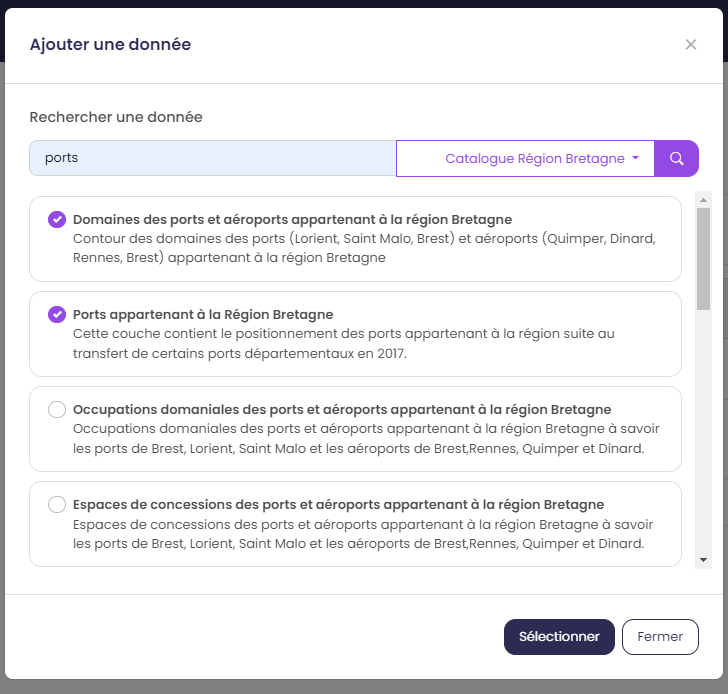 Ajouter une donnée
Rechercher une donnée
ports
Catalogue Région Bretagne
Domaines des ports et aéroports appartenant à la région Bretagne
Contour des domaines des ports (Lorient, Saint Malo, Brest) et aéroports (Quimper, Dinard,
Rennes, Brest) appartenant à la région Bretagne
Ports appartenant à la Région Bretagne
Cette couche contient le positionnement des ports appartenant à la région suite au
transfert de certains ports départementaux en 2017.
Occupations domaniales des ports et aéroports appartenant à la région Bretagne
Occupations domaniales des ports et aéroports appartenant à la région Bretagne à savoir
les ports de Brest, Lorient, Saint Malo et les aéroports de Brest,Rennes, Quimper et Dinard.
Espaces de concessions des ports et aéroports appartenant à la région Bretagne
Espaces de concessions des ports et aéroports appartenant à la région Bretagne à savoir
les ports de Brest, Lorient, Saint Malo et les aéroports de Brest,Rennes, Quimper et Dinard.
Sélectionner
Fermer